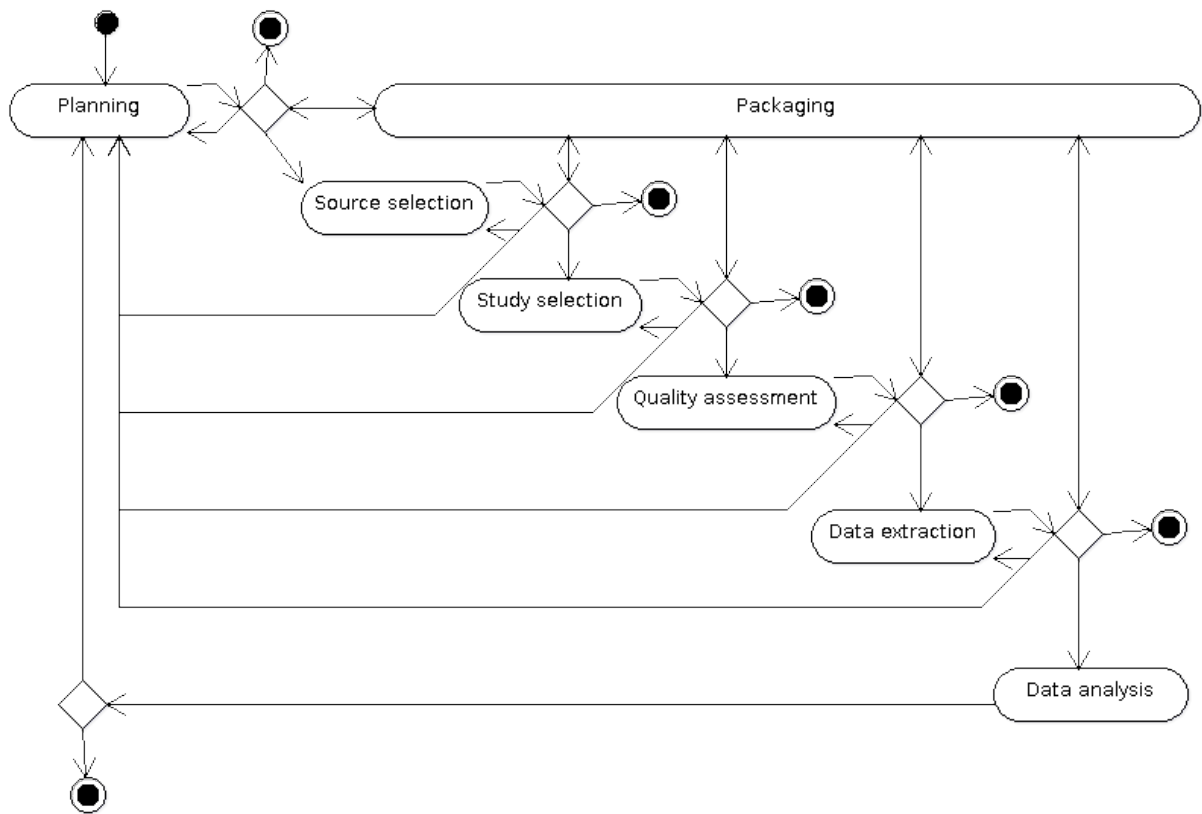 Planning
Packaging
Source selection
Study selection
Quality assessment
Data extraction
Data analysis